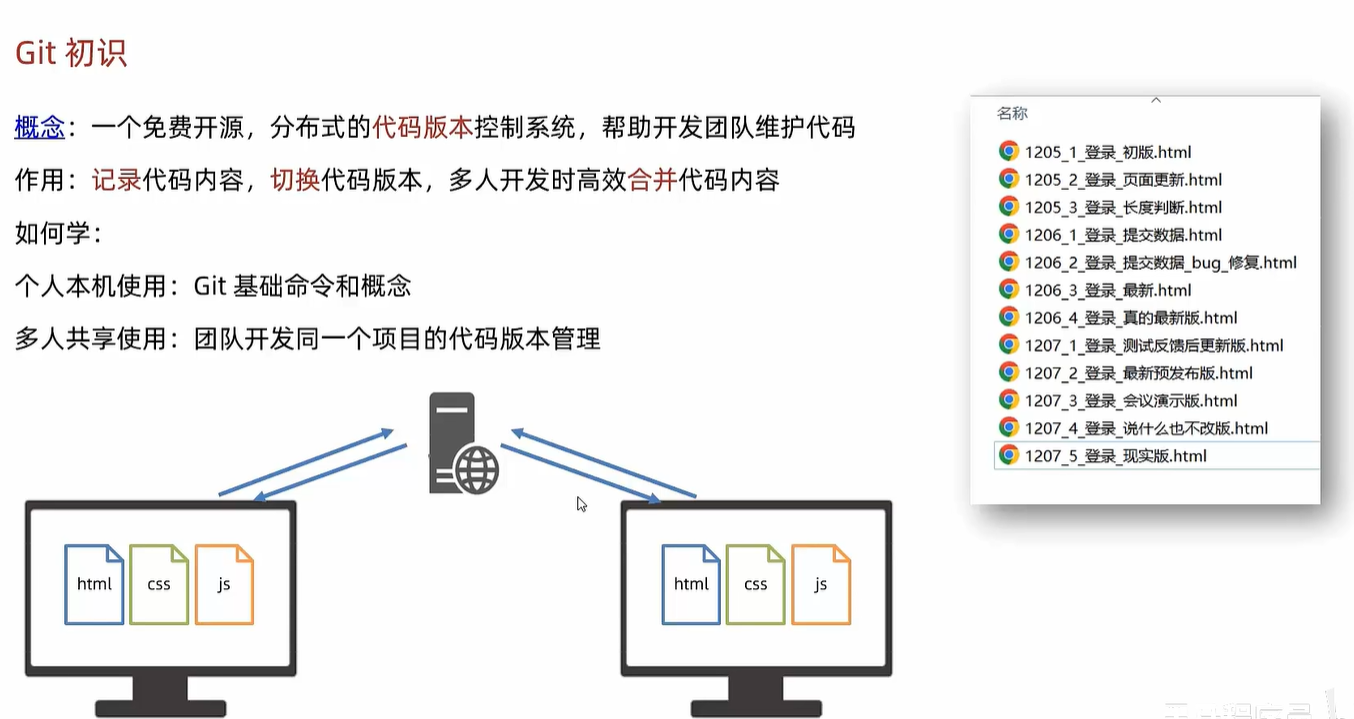 Git 初识
概念：一个免费开源，分布式的代码版本控制系统，帮助开发团队维护代码
作用：记录代码内容，切换代码版本，多人开发时高效合并代码内容
如何学：
个人本机使用：Git 基础命令和概念
多人共享使用：团队开发同一个项目的代码版本管理
名称
1205_1_登录_初版.html
1205_2_登录_页面更新.html
1205_3_登录_长度判断.html
1206_1_登录_提交数据.html
1206_2_登录_提交数据_bug_修复.html
1206_3_登录_最新.html
1206_4_登录_真的最新版.html
1207_1_登录_测试反馈后更新版.html
1207_2_登录_最新预发布版.html
1207_3_登录_会议演示版.html
1207_4_登录_说什么也不改版.html
1207_5_登录_现实版.html
html css js
html css js